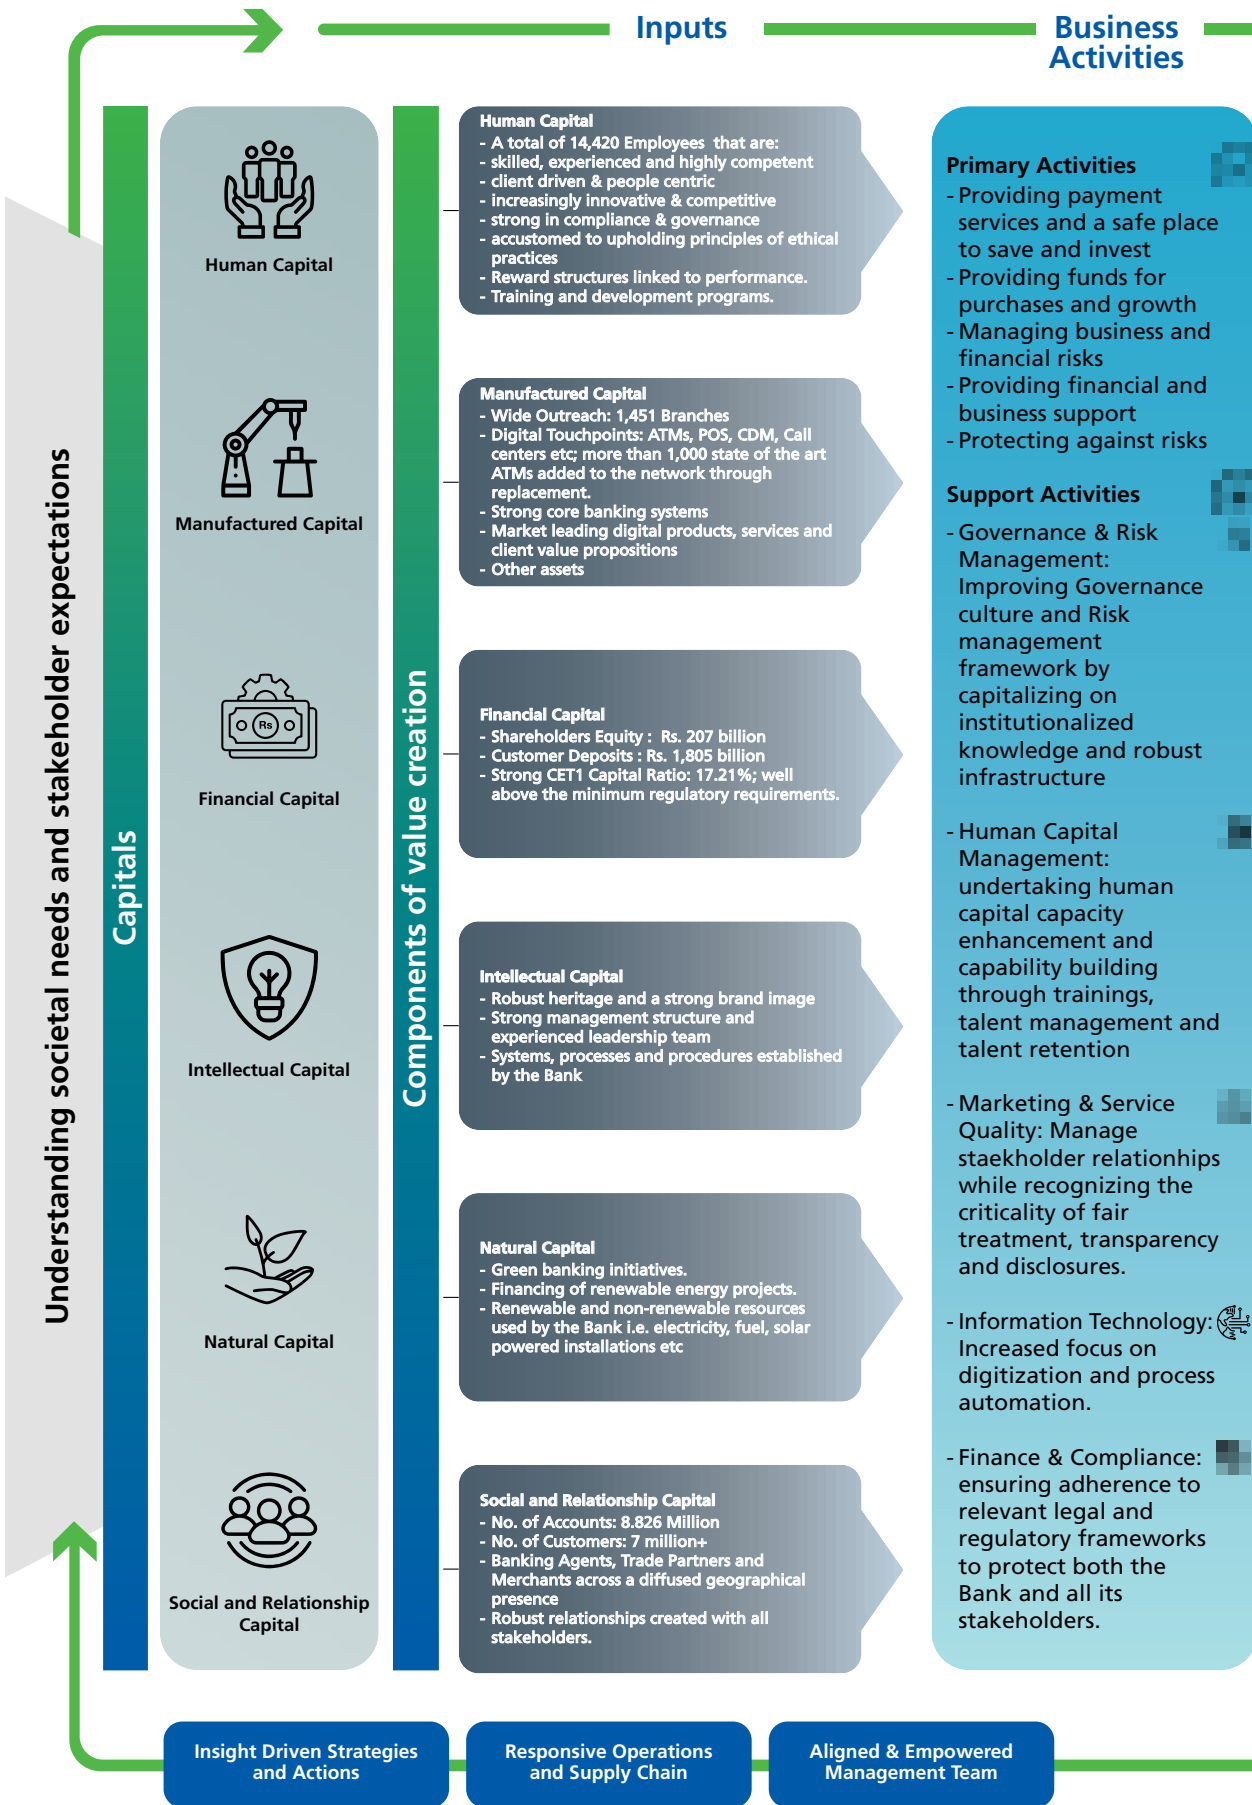 Inputs
Business
Activities
Understanding societal needs and stakeholder expectations
Capitals
Human Capital
Manufactured Capital
Rs
Financial Capital
Intellectual Capital
Natural Capital
Social and Relationship
Capital
Components of value creation
Human Capital
- A total of 14,420 Employees that are:
- skilled, experienced and highly competent
- client driven & people centric
- increasingly innovative & competitive
- strong in compliance & governance
- accustomed to upholding principles of ethical
practices
- Reward structures linked to performance.
- Training and development programs.
Manufactured Capital
- Wide Outreach: 1,451 Branches
- Digital Touchpoints: ATMs, POS, CDM, Call
centers etc; more than 1,000 state of the art
ATMs added to the network through
replacement.
- Strong core banking systems
- Market leading digital products, services and
client value propositions
- Other assets
Financial Capital
- Shareholders Equity : Rs. 207 billion
- Customer Deposits : Rs. 1,805 billion
- Strong CET1 Capital Ratio: 17.21%; well
above the minimum regulatory requirements.
Intellectual Capital
- Robust heritage and a strong brand image
- Strong management structure and
experienced leadership team
- Systems, processes and procedures established
by the Bank
Natural Capital
- Green banking initiatives.
- Financing of renewable energy projects.
- Renewable and non-renewable resources
used by the Bank i.e. electricity, fuel, solar
powered installations etc
Social and Relationship Capital
- No. of Accounts: 8.826 Million
- No. of Customers: 7 million+
- Banking Agents, Trade Partners and
Merchants across a diffused geographical
presence
- Robust relationships created with all
stakeholders.
Primary Activities
- Providing payment
services and a safe place
to save and invest
- Providing funds for
purchases and growth
- Managing business and
financial risks
- Providing financial and
business support
- Protecting against risks
Support Activities
- Governance & Risk
Management:
Improving Governance
culture and Risk
management
framework by
capitalizing on
institutionalized
knowledge and robust
infrastructure
- Human Capital
Management:
undertaking human
capital capacity
enhancement and
capability building
through trainings,
talent management and
talent retention
- Marketing & Service
Quality: Manage
staekholder relationhips
while recognizing the
criticality of fair
treatment, transparency
and disclosures.
- Information Technology:
Increased focus on
digitization and process
automation.
- Finance & Compliance:
ensuring adherence to
relevant legal and
regulatory frameworks
to protect both the
Bank and all its
stakeholders.
Insight Driven Strategies
and Actions
Responsive Operations
and Supply Chain
Aligned & Empowered
Management Team